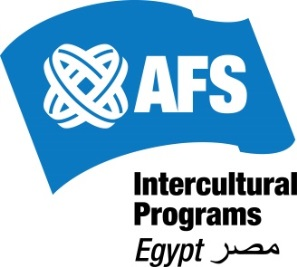 AFS
Intercultural
Programs
Egypt مصر